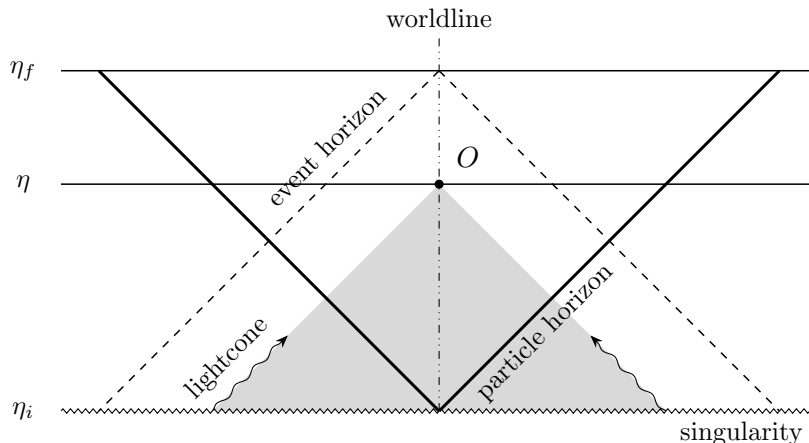 worldline
η_f
event horizon
O
η
lightcone
particle horizon
η_i
singularity